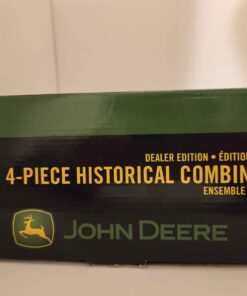 DEALER EDITION • ÉDITION
4-PIECE HISTORICAL COMBIN
ENSEMBLE
JOHN DEERE